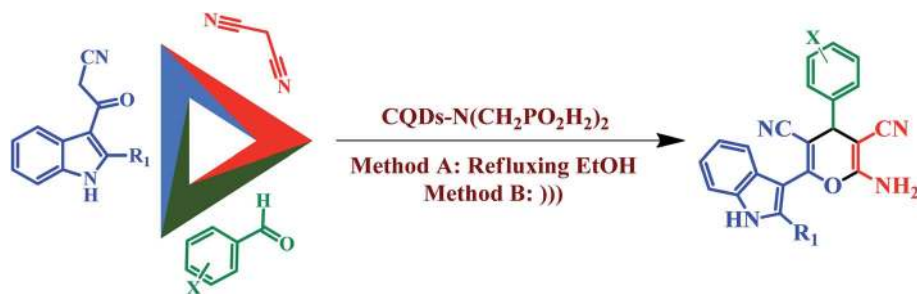 CN
O
R1
N
H
N
N
H
O
X
CQDs-N(CH2PO2H2)2
Method A: Refluxing EtOH
Method B: )))
X
NC
CN
O
NH2
HN
R1